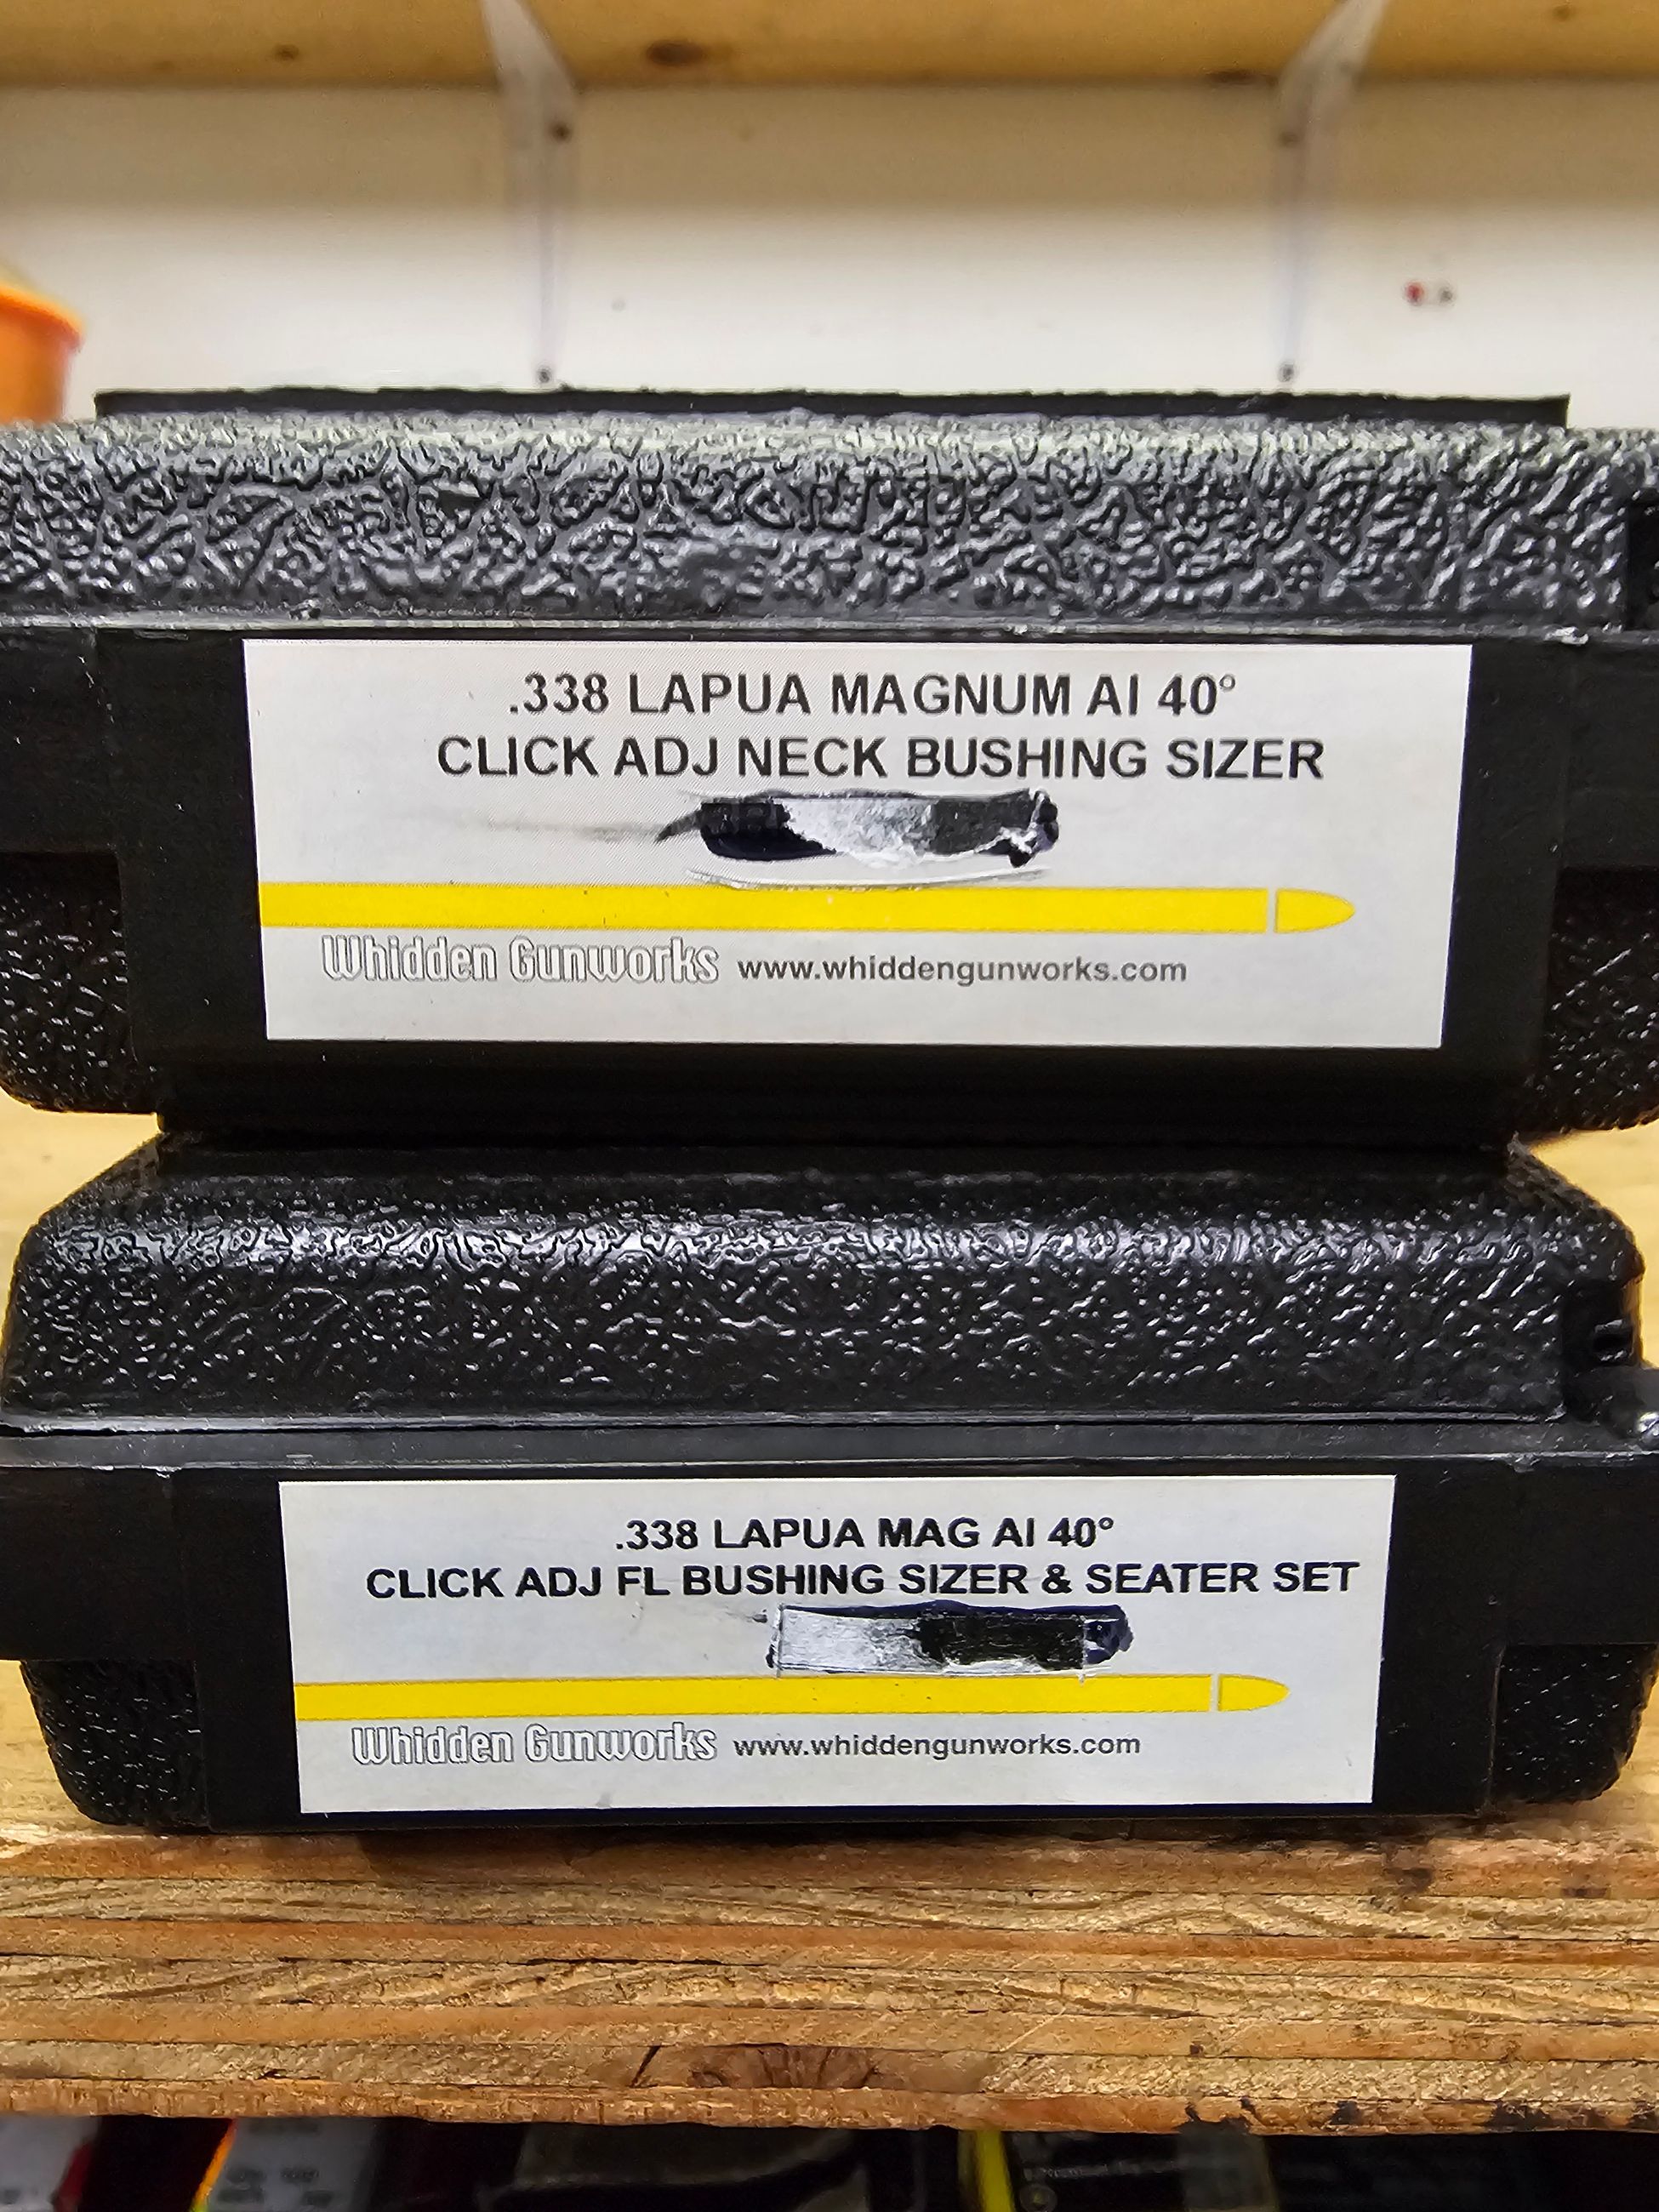 .338 LAPUA MAGNUM AI 40°
CLICK ADJ NECK BUSHING SIZER
Whidden Gunworks www.whiddengunworks.com
.338 LAPUA MAG AI 40°
CLICK ADJ FL BUSHING SIZER & SEATER SET
Whidden Gunworks www.whiddengunworks.com